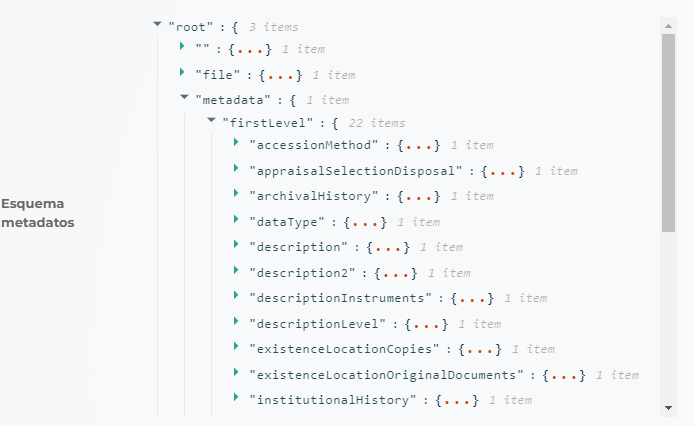 "root" : { 3 items
"" : {...} 1 item
"file" : {...} 1 item
"metadata" : { 1 item
"firstLevel" : { 22 items
"accessionMethod" : {...} 1 item
"appraisalSelectionDisposal" : {...} 1 item
"archivalHistory" : {...} 1 item
Esquema
metadatos
"dataType" : {...} 1 item
"description" : {...} 1 item
"description2" : {...} 1 item
"descriptionInstruments" : {...} 1 item
"descriptionLevel" : {...} 1 item
"existenceLocationCopies" : {...} 1 item
"existenceLocationOriginalDocuments" : {...} 1 item
"institutionalHistory" : {...} 1 item